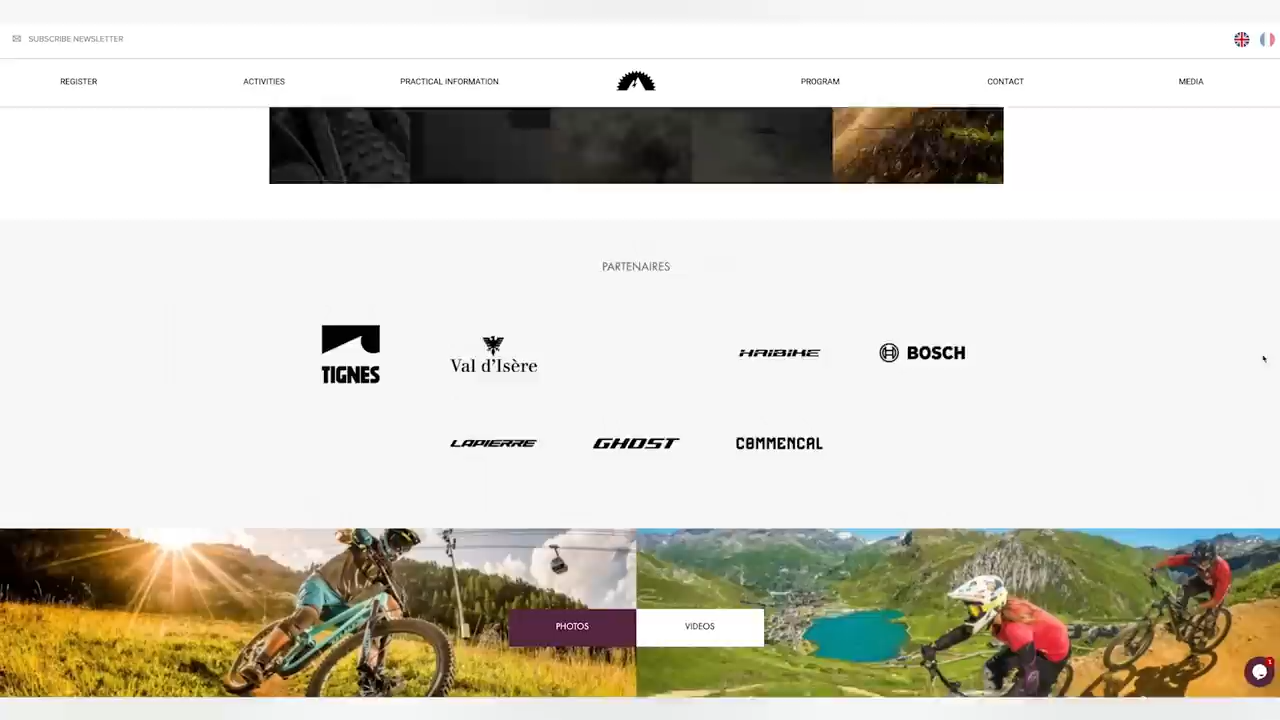 SUBSCRIBE NEWSLETTER
REGISTER
ACTIVITIES
PRACTICAL INFORMATION
PROGRAM
CONTACT
MEDIA
PARTENAIRES
TIGNES
Val d'Isère
HAIBIKE
BOSCH
LAPIERRE
GHOST
COMMENCAL
PHOTOS
VIDEOS
1